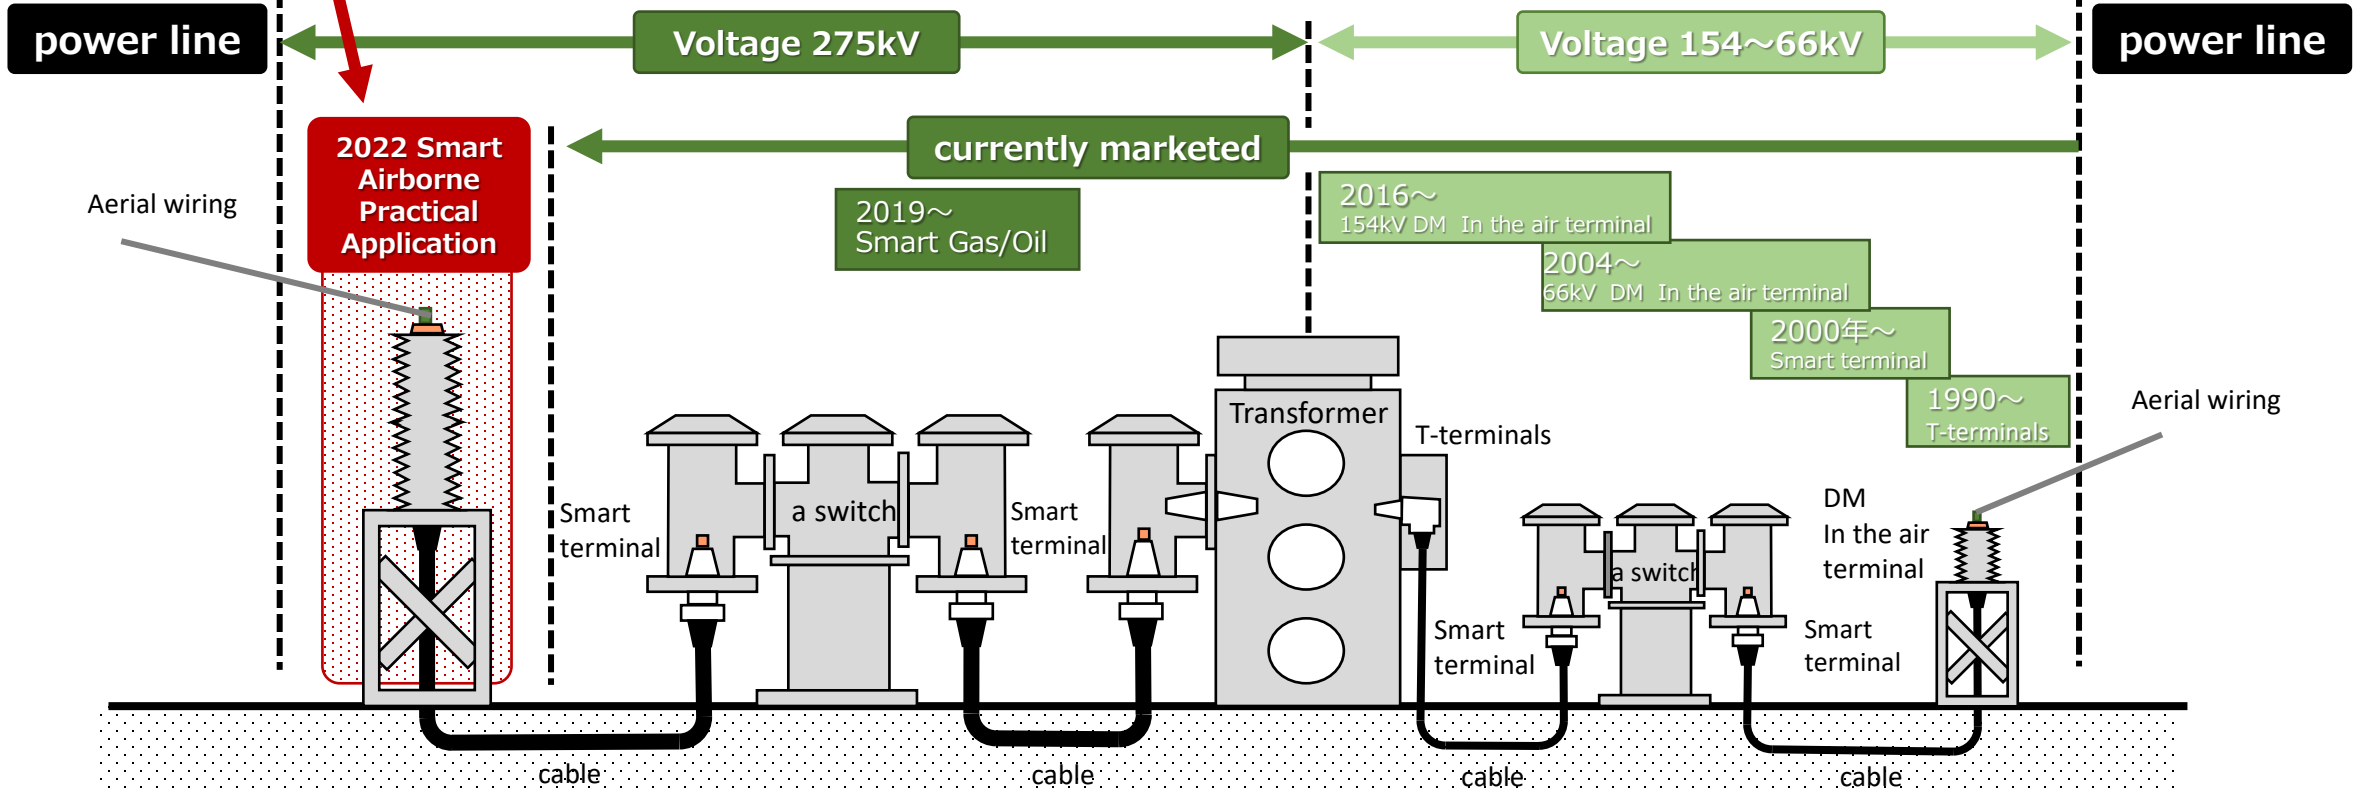 power line
Voltage 275kV
Voltage 154～66kV
power line
currently marketed
2022 Smart
Airborne
Practical
Application
Aerial wiring
2019～
Smart Gas/Oil
2016～
154kV DM In the air terminal
2004～
66kV DM In the air terminal
2000年～
Smart terminal
1990～
T-terminals
Aerial wiring
Transformer
T-terminals
Smart
terminal
a switch
Smart
terminal
DM
In the air
terminal
a switch
Smart
terminal
Smart
terminal
cable
cable
cable
cable